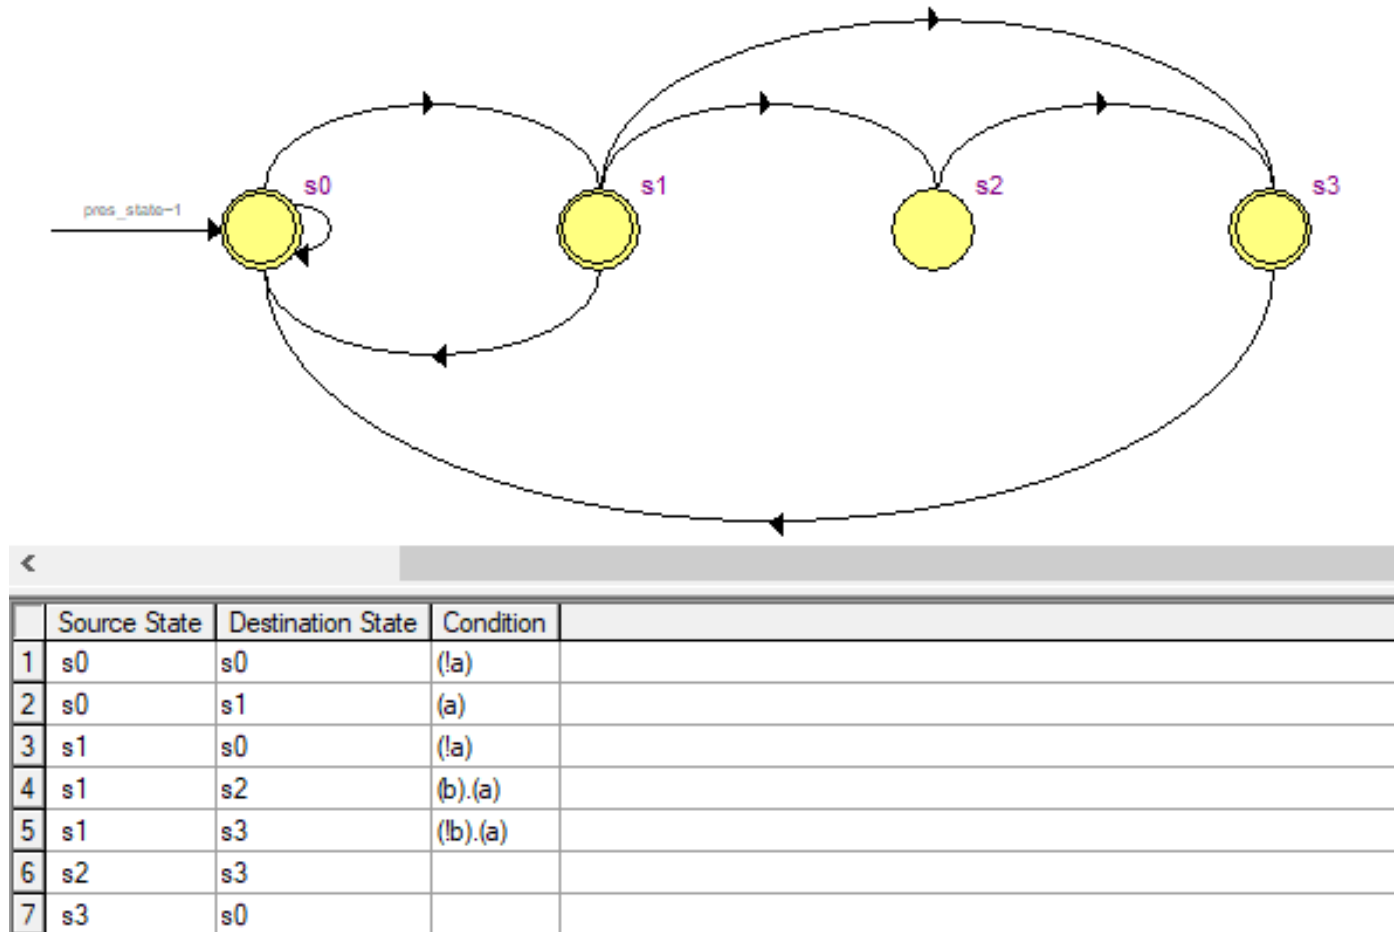 s0 s1 s2 s3
pres_state~1
<
Source State Destination State Condition
1 s0 s0 (!a)
2 s0 s1 (a)
3 s1 s0 (!a)
4 s1 s2 (b).(a)
5 s1 s3 (!b).(a)
6 s2 s3
7 s3 s0